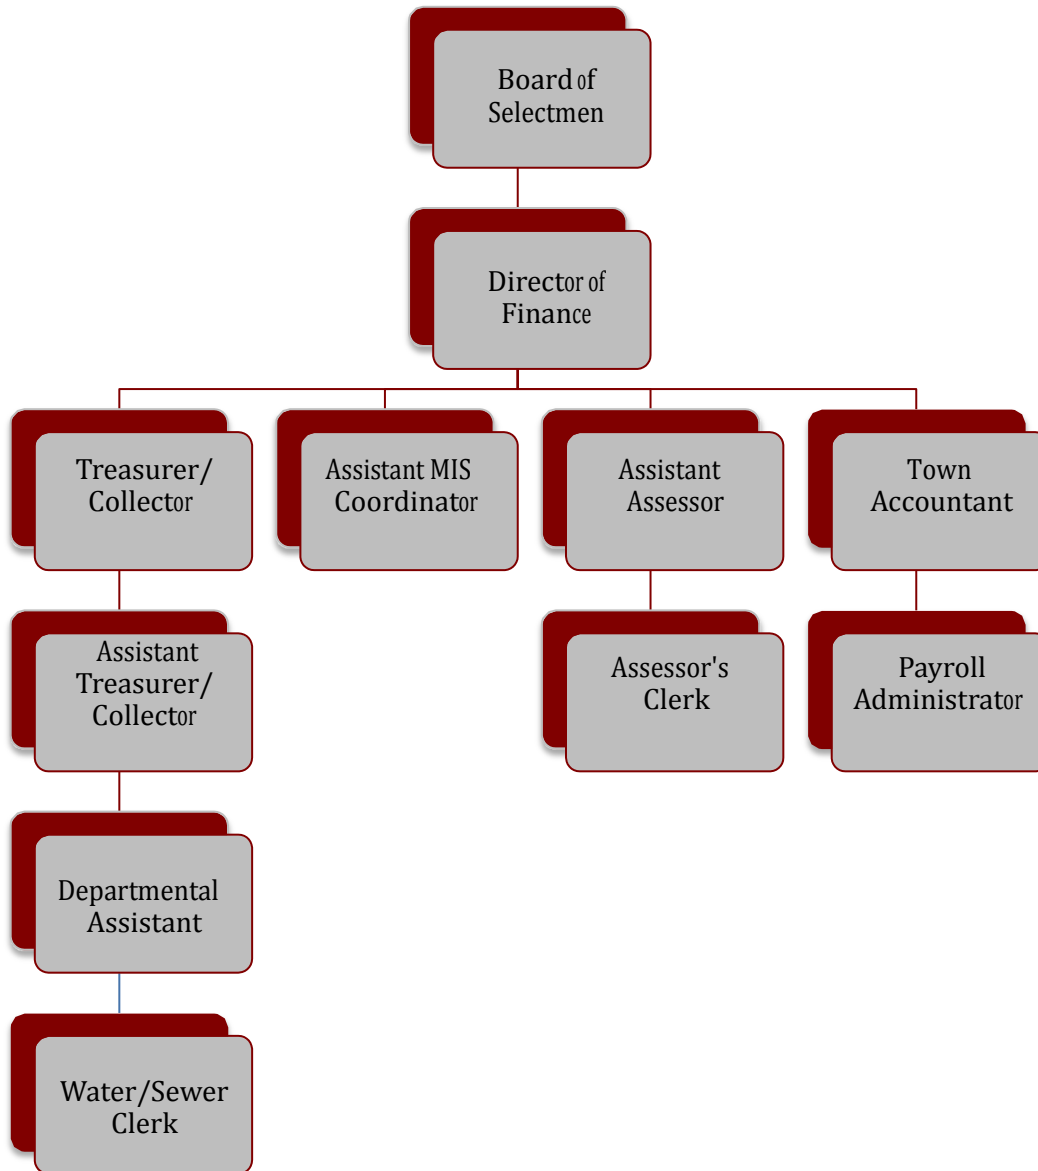 Board of
Selectmen
Director of
Finance
Treasurer/
Collector
Assistant MIS
Coordinator
Assistant
Assessor
Town
Accountant
Assistant
Treasurer/
Collector
Assessor's
Clerk
Payroll
Administrator
Departmental
Assistant
Water/Sewer
Clerk